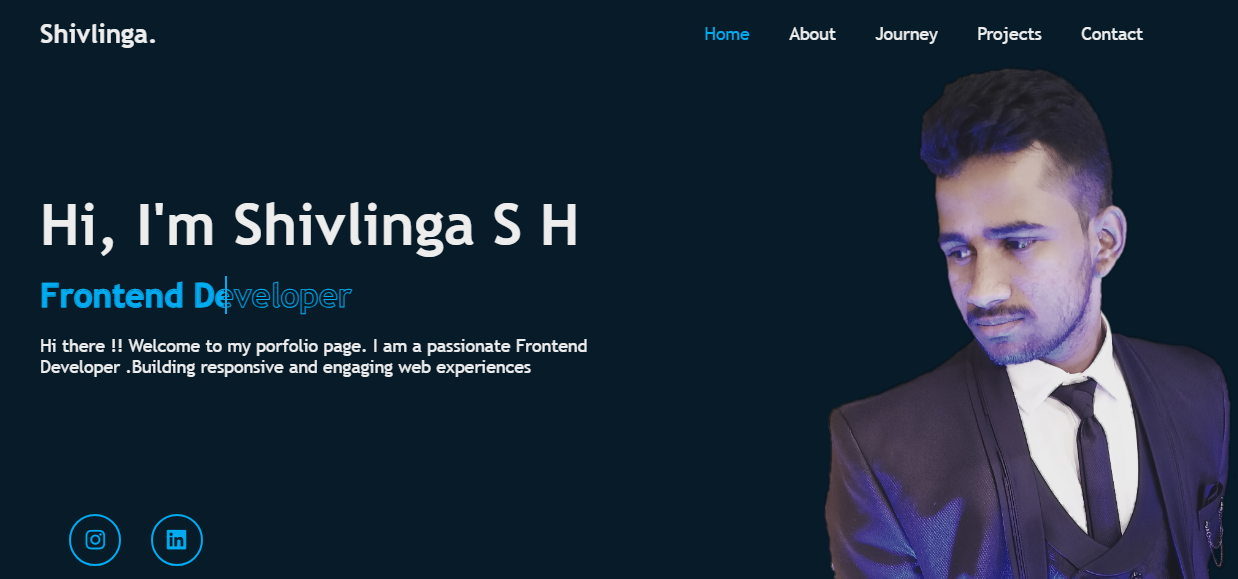 Shivlinga.
Home About Journey Projects Contact
Hi, I'm Shivlinga S H
Frontend Developer
Hi there !! Welcome to my porfolio page. I am a passionate Frontend
Developer .Building responsive and engaging web experiences
in